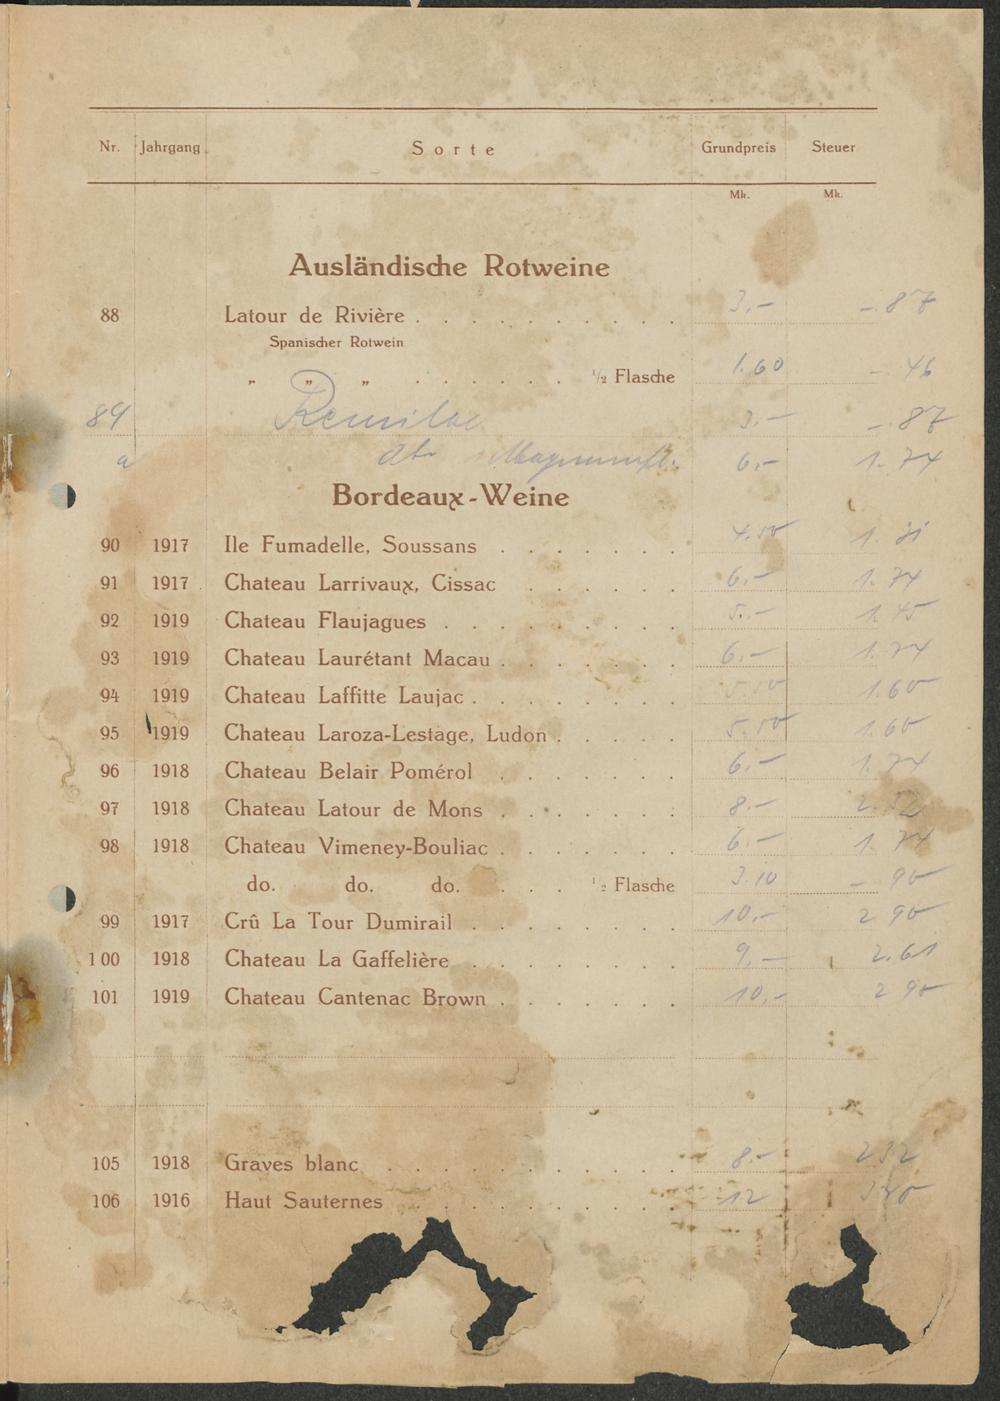 Nr. Jahrgang Sorte Grundpreis Steuer
Mk. Mk.
Ausländische Rotweine
88 Latour de Rivière . . . . . . . . . . 3.– –.87
Spanischer Rotwein
„ „ „ . . . . . . 1/2 Flasche 1.60 –.46
89 3.– –.87
a 6.– 1.74
Bordeaux-Weine
90 1917 Ile Fumadelle, Soussans . . . . . . . 4.50 1.31
91 1917 Chateau Larrivaux, Cissac . . . . . . 6.– 1.74
92 1919 Chateau Flaujagues . . . . . . . . . 5.– 1.45
93 1919 Chateau Laurétant Macau . . . . . . . 6.– 1.74
94 1919 Chateau Laffitte Laujac . . . . . . . . 5.50 1.60
95 1919 Chateau Laroza-Lestage, Ludon . . . . . 5.50 1.60
96 1918 Chateau Belair Pomérol . . . . . . . 6.– 1.74
97 1918 Chateau Latour de Mons . . . . . . . 8.– 2.32
98 1918 Chateau Vimeney-Bouliac . . . . . . . 6.– 1.74
do. do. do. . . . . 1/2 Flasche 3.10 –.90
99 1917 Crû La Tour Dumirail . . . . . . . . 10.– 2.90
100 1918 Chateau La Gaffelière . . . . . . . . 9.– 2.61
101 1919 Chateau Cantenac Brown . . . . . . . 10.– 2.90
105 1918 Graves blanc . . . . . . . . . . . 8.– 2.32
106 1916 Haut Sauternes . . . . . . . . . . 12